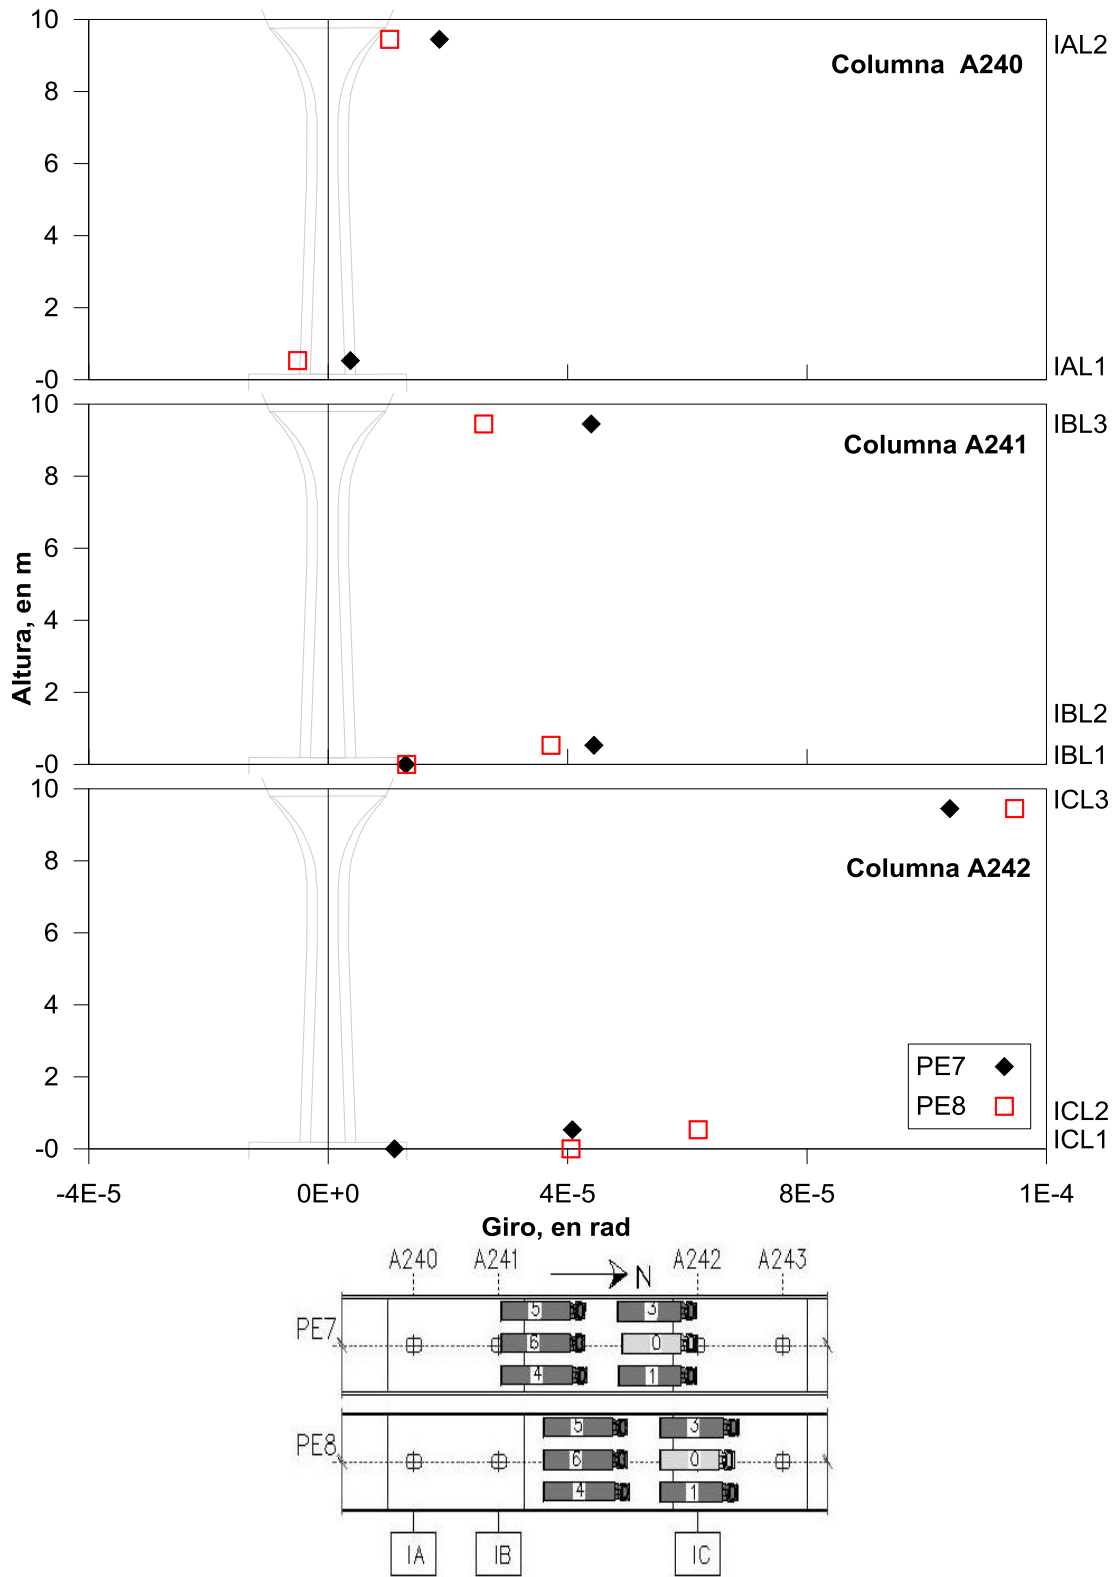 10
8
6
4
2
-0
Columna A240
IAL2
IAL1
10
8
6
4
2
-0
Columna A241
IBL3
IBL2
IBL1
Altura, en m
10
8
6
4
2
-0
Columna A242
ICL3
PE7
PE8
ICL2
ICL1
-4E-5 0E+0 4E-5 8E-5 1E-4
Giro, en rad
A240 A241 N A242 A243
PE7
5 3
6 0
4 1
PE8
5 3
6 0
4 1
IA IB IC